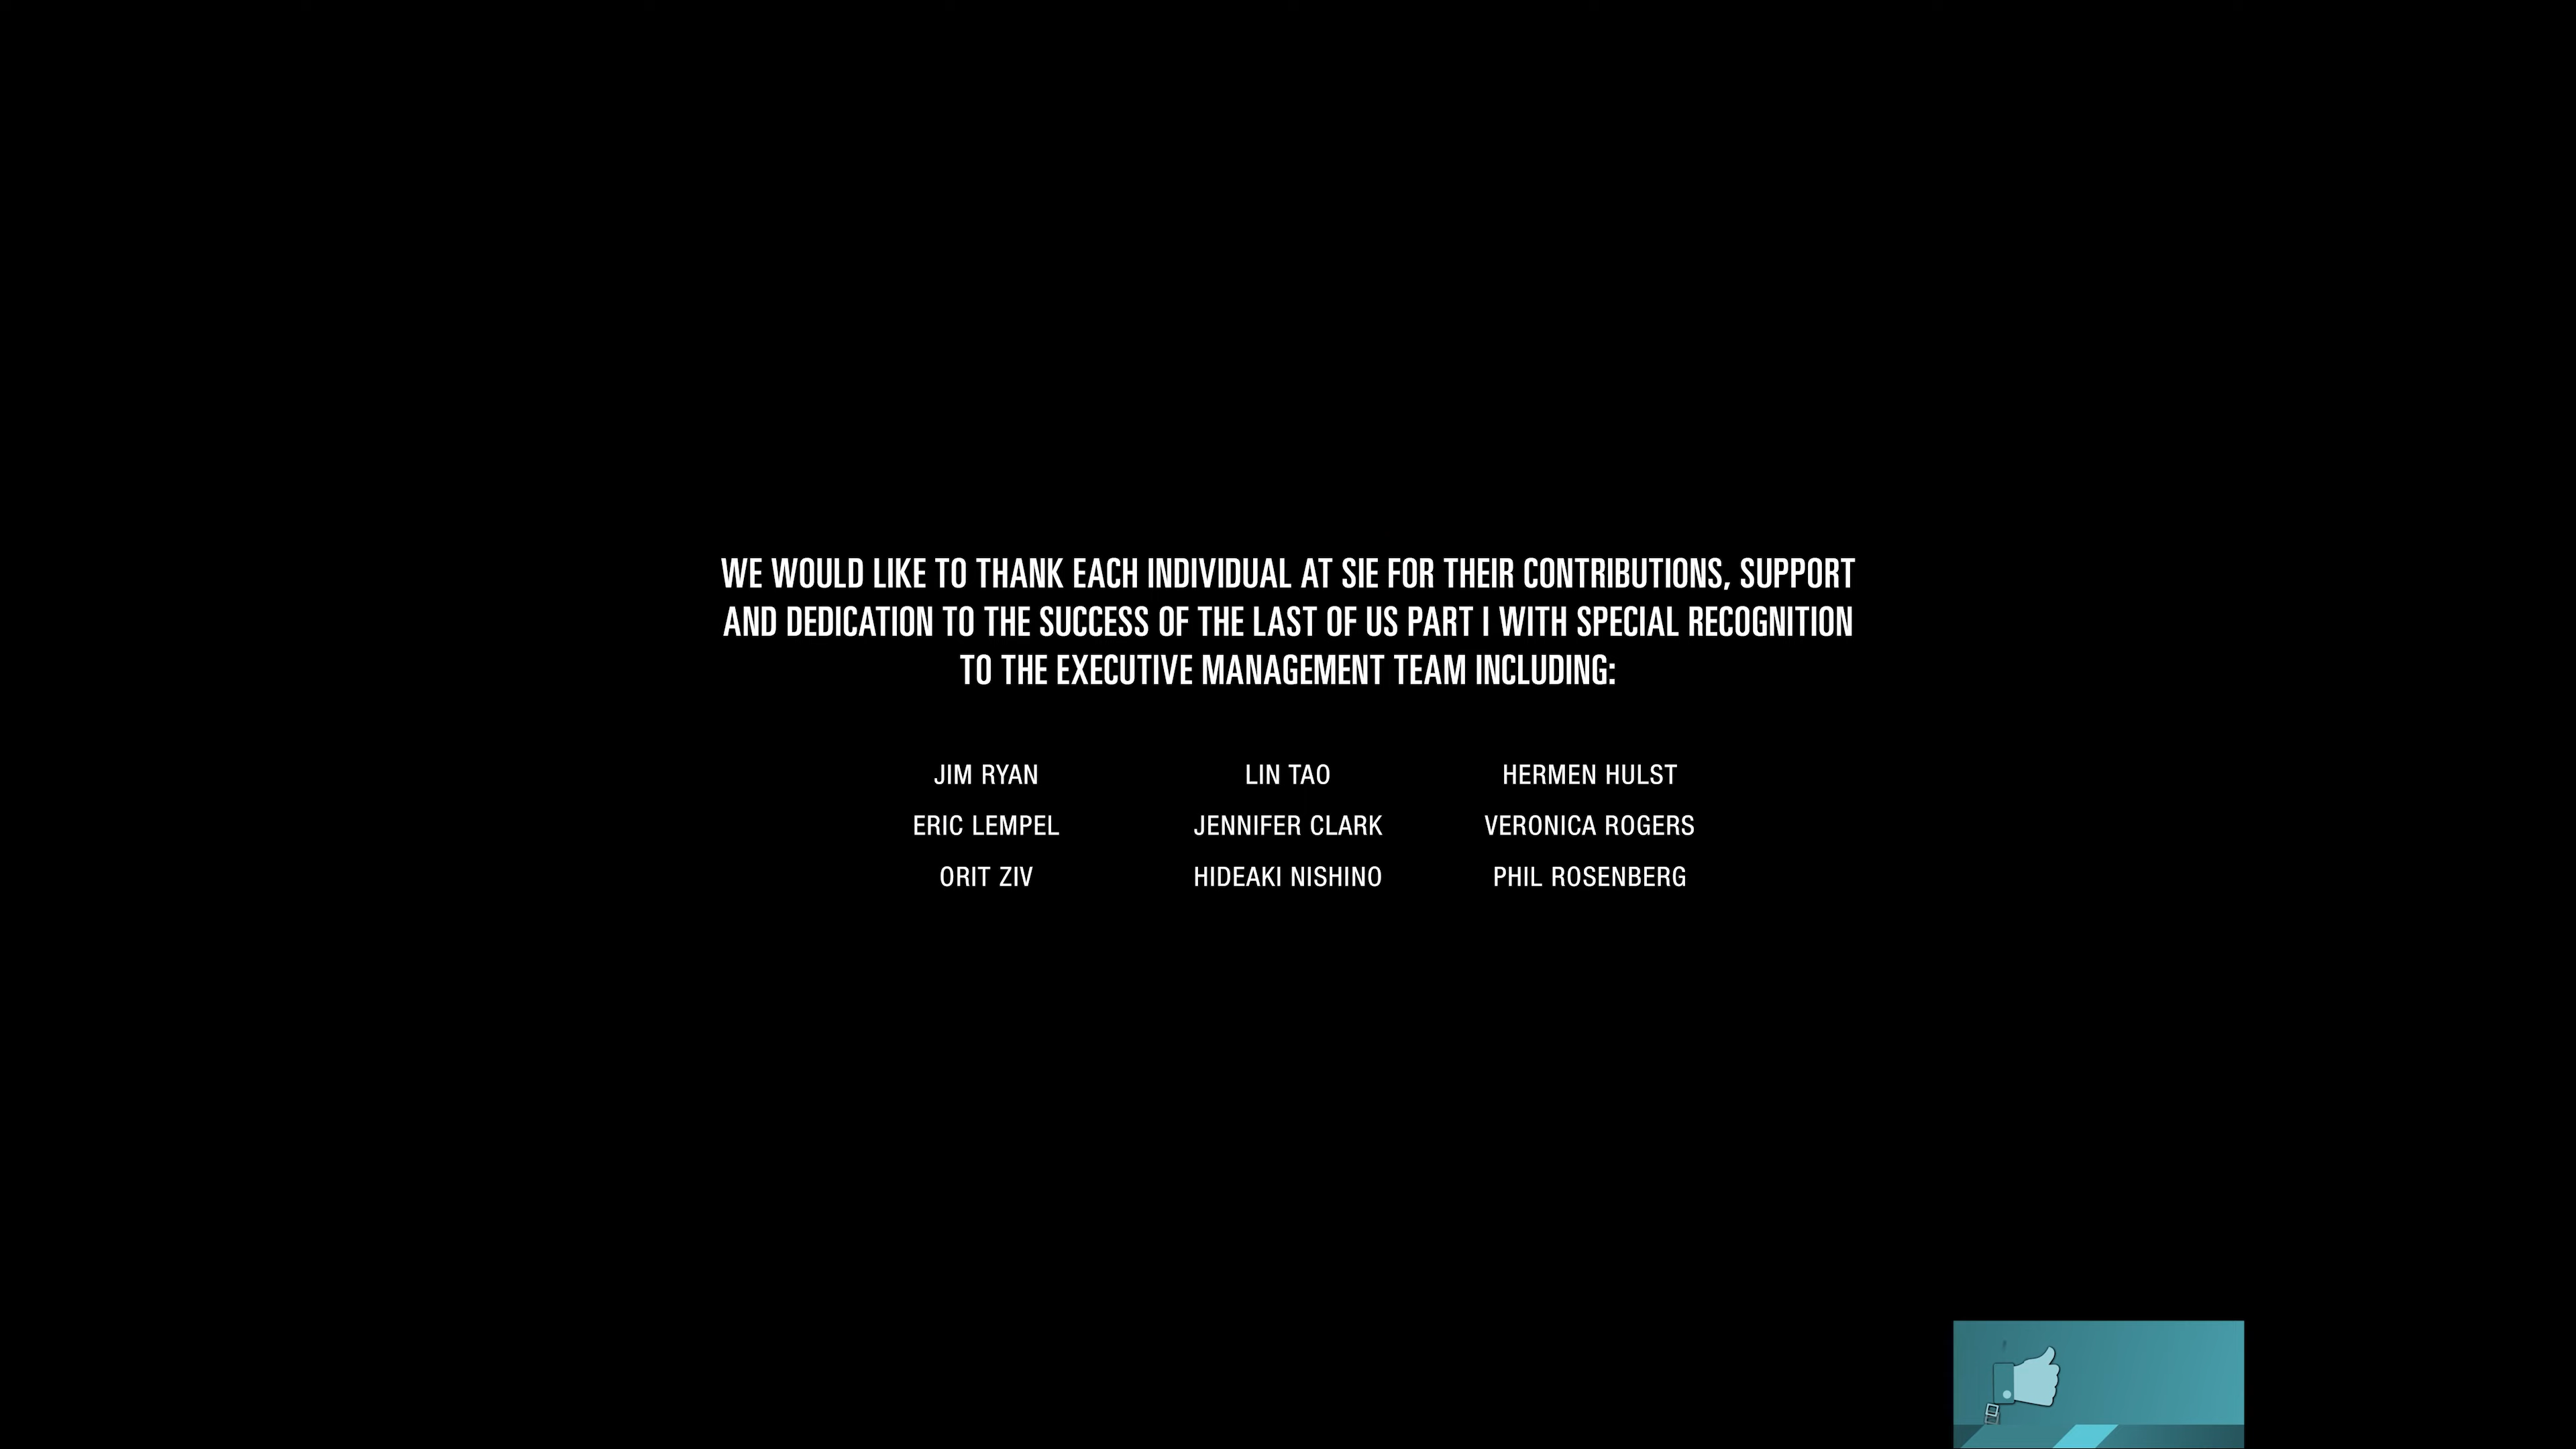 WE WOULD LIKE TO THANK EACH INDIVIDUAL AT SIE FOR THEIR CONTRIBUTIONS, SUPPORT
AND DEDICATION TO THE SUCCESS OF THE LAST OF US PART I WITH SPECIAL RECOGNITION
TO THE EXECUTIVE MANAGEMENT TEAM INCLUDING:
JIM RYAN LIN TAO HERMEN HULST
ERIC LEMPEL JENNIFER CLARK VERONICA ROGERS
ORIT ZIV HIDEAKI NISHINO PHIL ROSENBERG